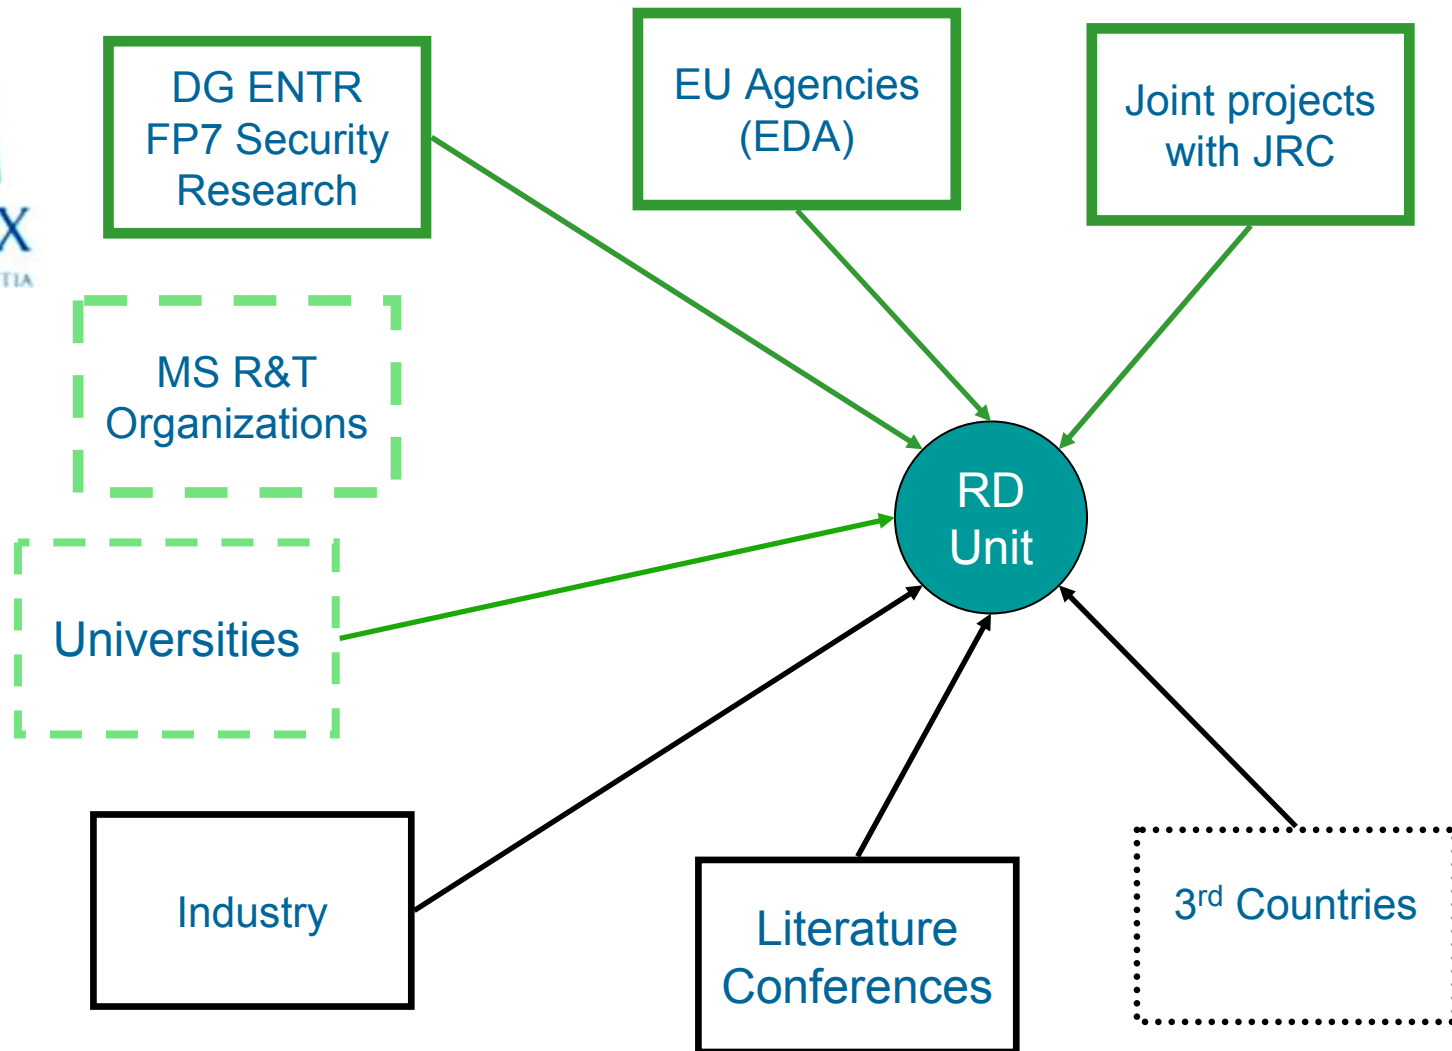 DG ENTR
FP7 Security
Research
EU Agencies
(EDA)
Joint projects
with JRC
X
TIA
MS R&T
Organizations
RD
Unit
Universities
Industry
Literature
Conferences
3rd Countries